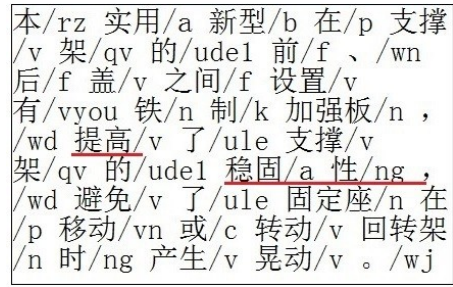 本/rz 实用/a 新型/b 在/p 支撑
/v 架/qv 的/ude1 前/f 、/wn
后/f 盖/v 之间/f 设置/v
有/vyou 铁/n 制/k 加强板/n ，
/wd 提高/v 了/ule 支撑/v
架/qv 的/ude1 稳固/a 性/ng ，
/wd 避免/v 了/ule 固定座/n 在
/p 移动/vn 或/c 转动/v 回转架
/n 时/ng 产生/v 晃动/v 。/wj